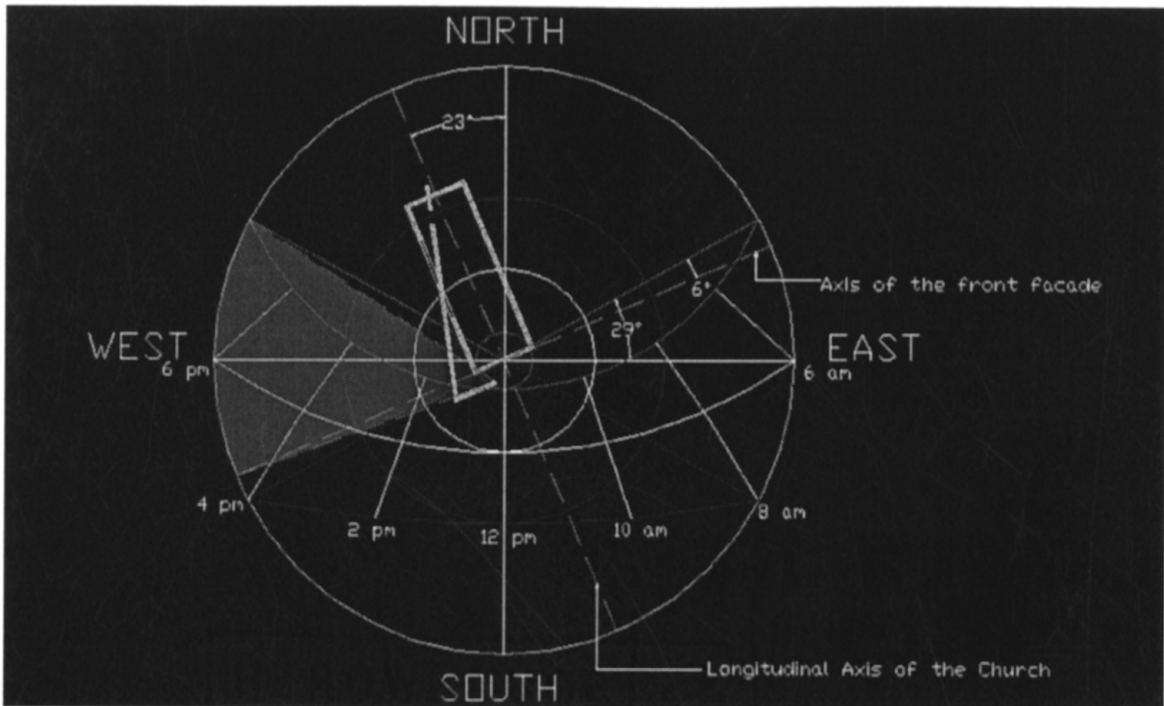 NORTH
23°
Axis of the front facade
6°
29°
WEST
EAST
6 pm
6 am
4 pm
8 am
2 pm
10 am
12 pm
Longitudinal Axis of the Church
SOUTH